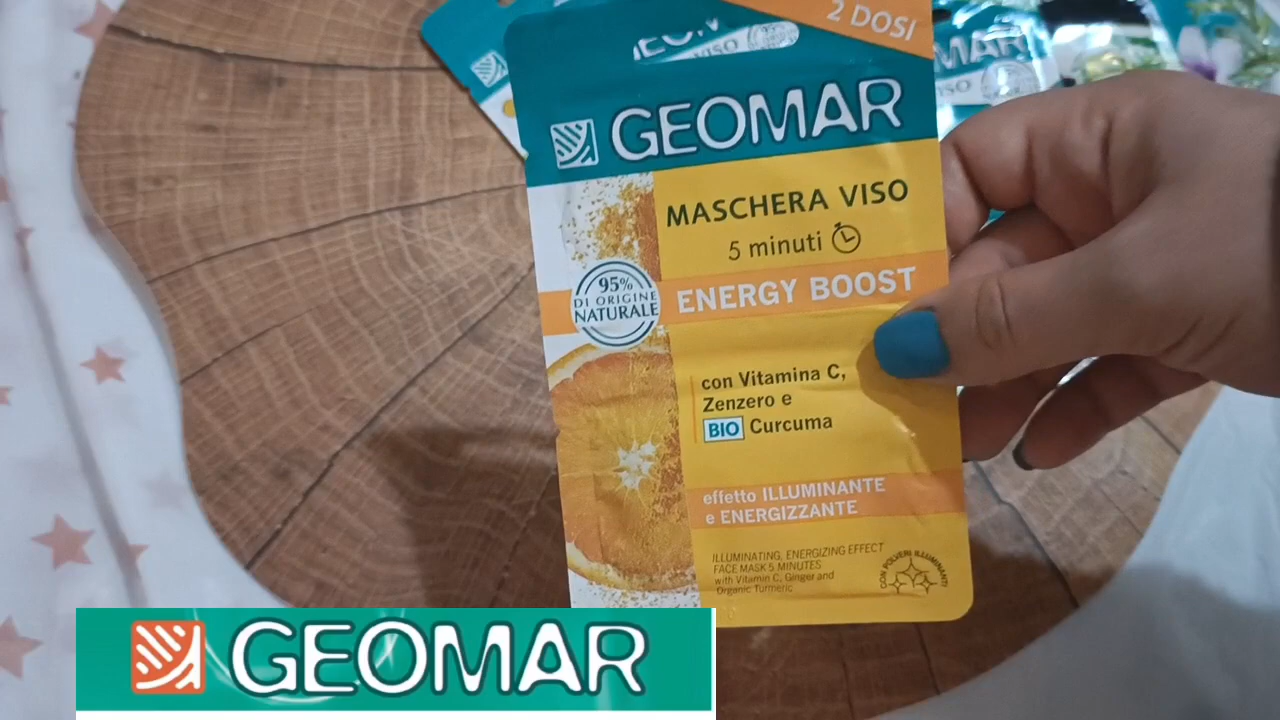 2 DOSI
VISO
GEOMAR
MASCHERA VISO
5 minuti
95%
DI ORIGINE
NATURALE
ENERGY BOOST
con Vitamina C,
Zenzero e
BIO Curcuma
effetto ILLUMINANTE
e ENERGIZZANTE
ILLUMINATING, ENERGIZING EFFECT
FACE MASK 5 MINUTES
with Vitamin C, Ginger and
Organic Turmeric
CON POLVERI ILLUMINANTI
GEOMAR